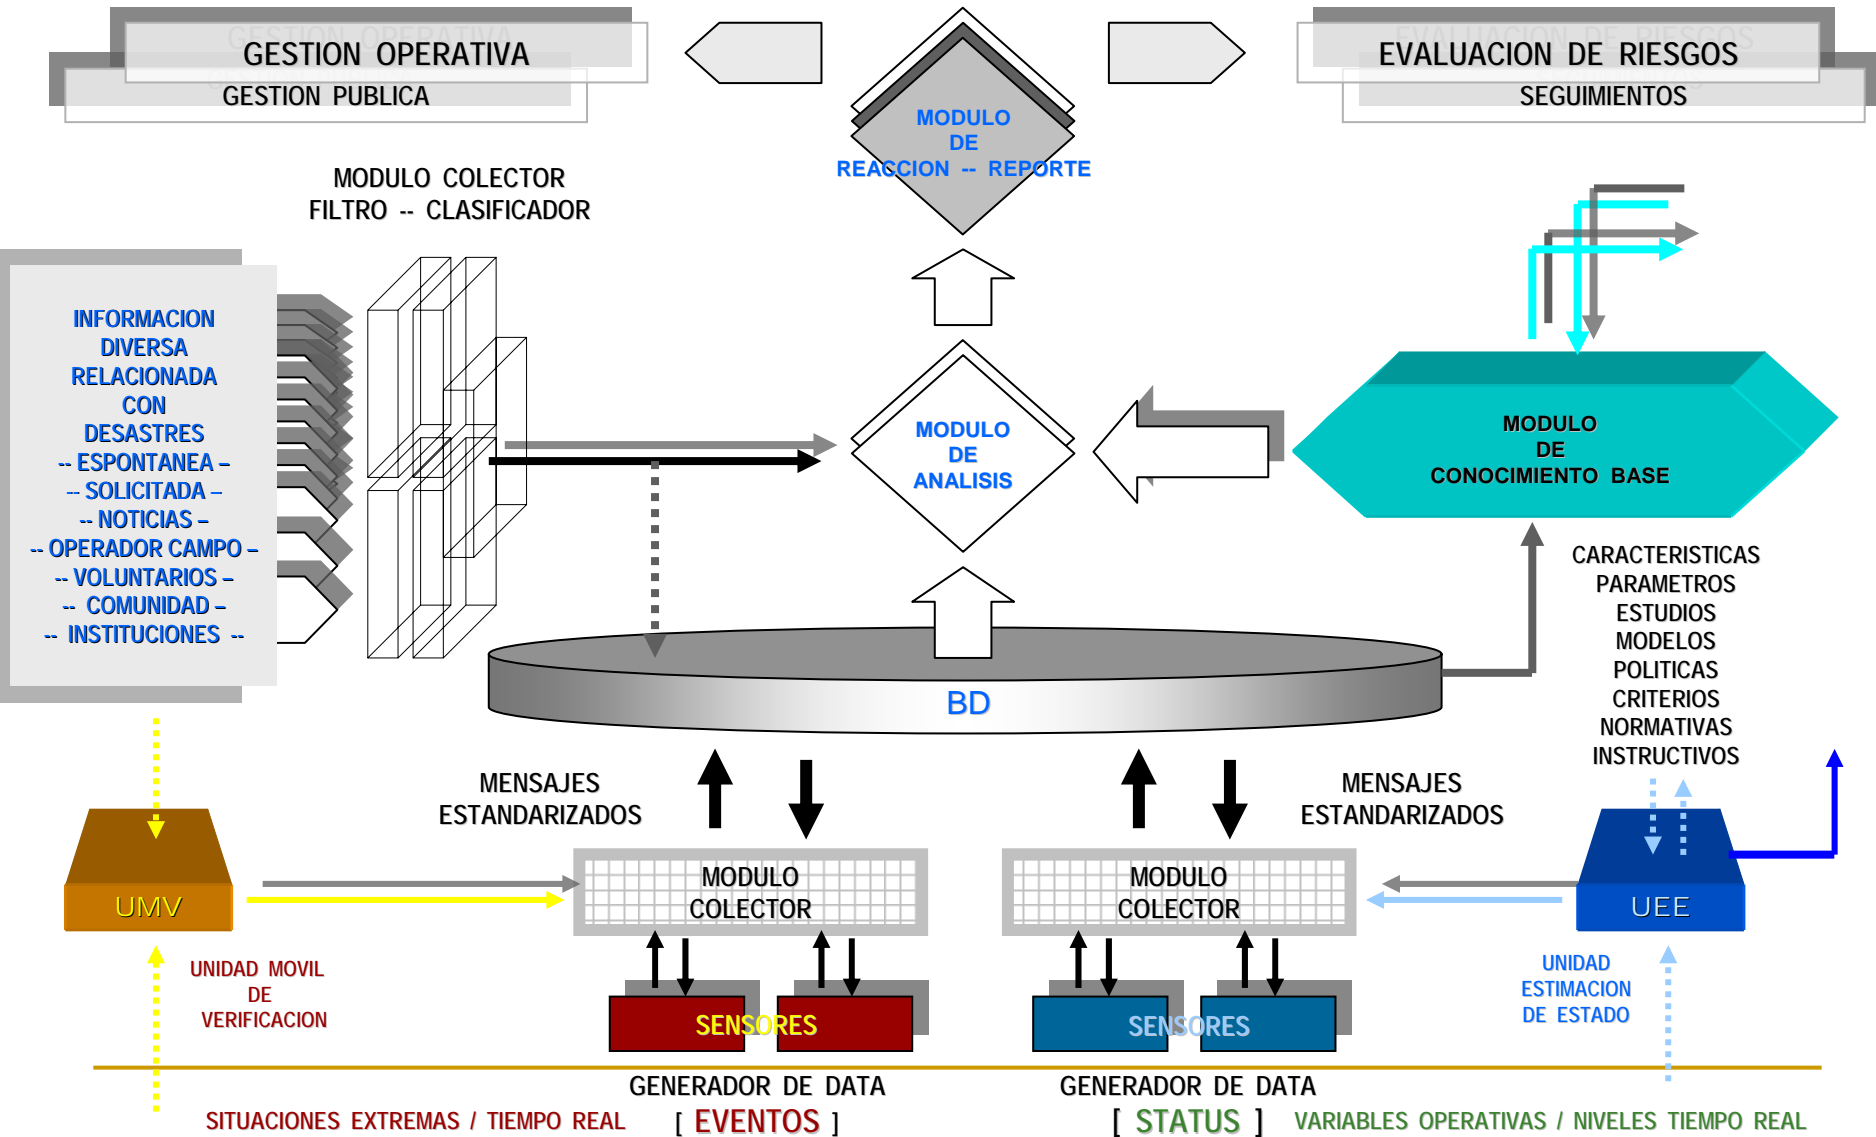 GESTION OPERATIVA
GESTION PUBLICA
EVALUACION DE RIESGOS
SEGUIMIENTOS
MODULO
DE
REACCION -- REPORTE
MODULO COLECTOR
FILTRO -- CLASIFICADOR
INFORMACION
DIVERSA
RELACIONADA
CON
DESASTRES
-- ESPONTANEA –
-- SOLICITADA –
-- NOTICIAS –
-- OPERADOR CAMPO –
-- VOLUNTARIOS –
-- COMUNIDAD –
-- INSTITUCIONES --
MODULO
DE
ANALISIS
MODULO
DE
CONOCIMIENTO BASE
CARACTERISTICAS
PARAMETROS
ESTUDIOS
MODELOS
POLITICAS
CRITERIOS
NORMATIVAS
INSTRUCTIVOS
BD
MENSAJES
ESTANDARIZADOS
MENSAJES
ESTANDARIZADOS
UMV
MODULO
COLECTOR
MODULO
COLECTOR
UEE
UNIDAD MOVIL
DE
VERIFICACION
SENSORES
SENSORES
UNIDAD
ESTIMACION
DE ESTADO
GENERADOR DE DATA
[ EVENTOS ]
GENERADOR DE DATA
[ STATUS ]
SITUACIONES EXTREMAS / TIEMPO REAL
VARIABLES OPERATIVAS / NIVELES TIEMPO REAL